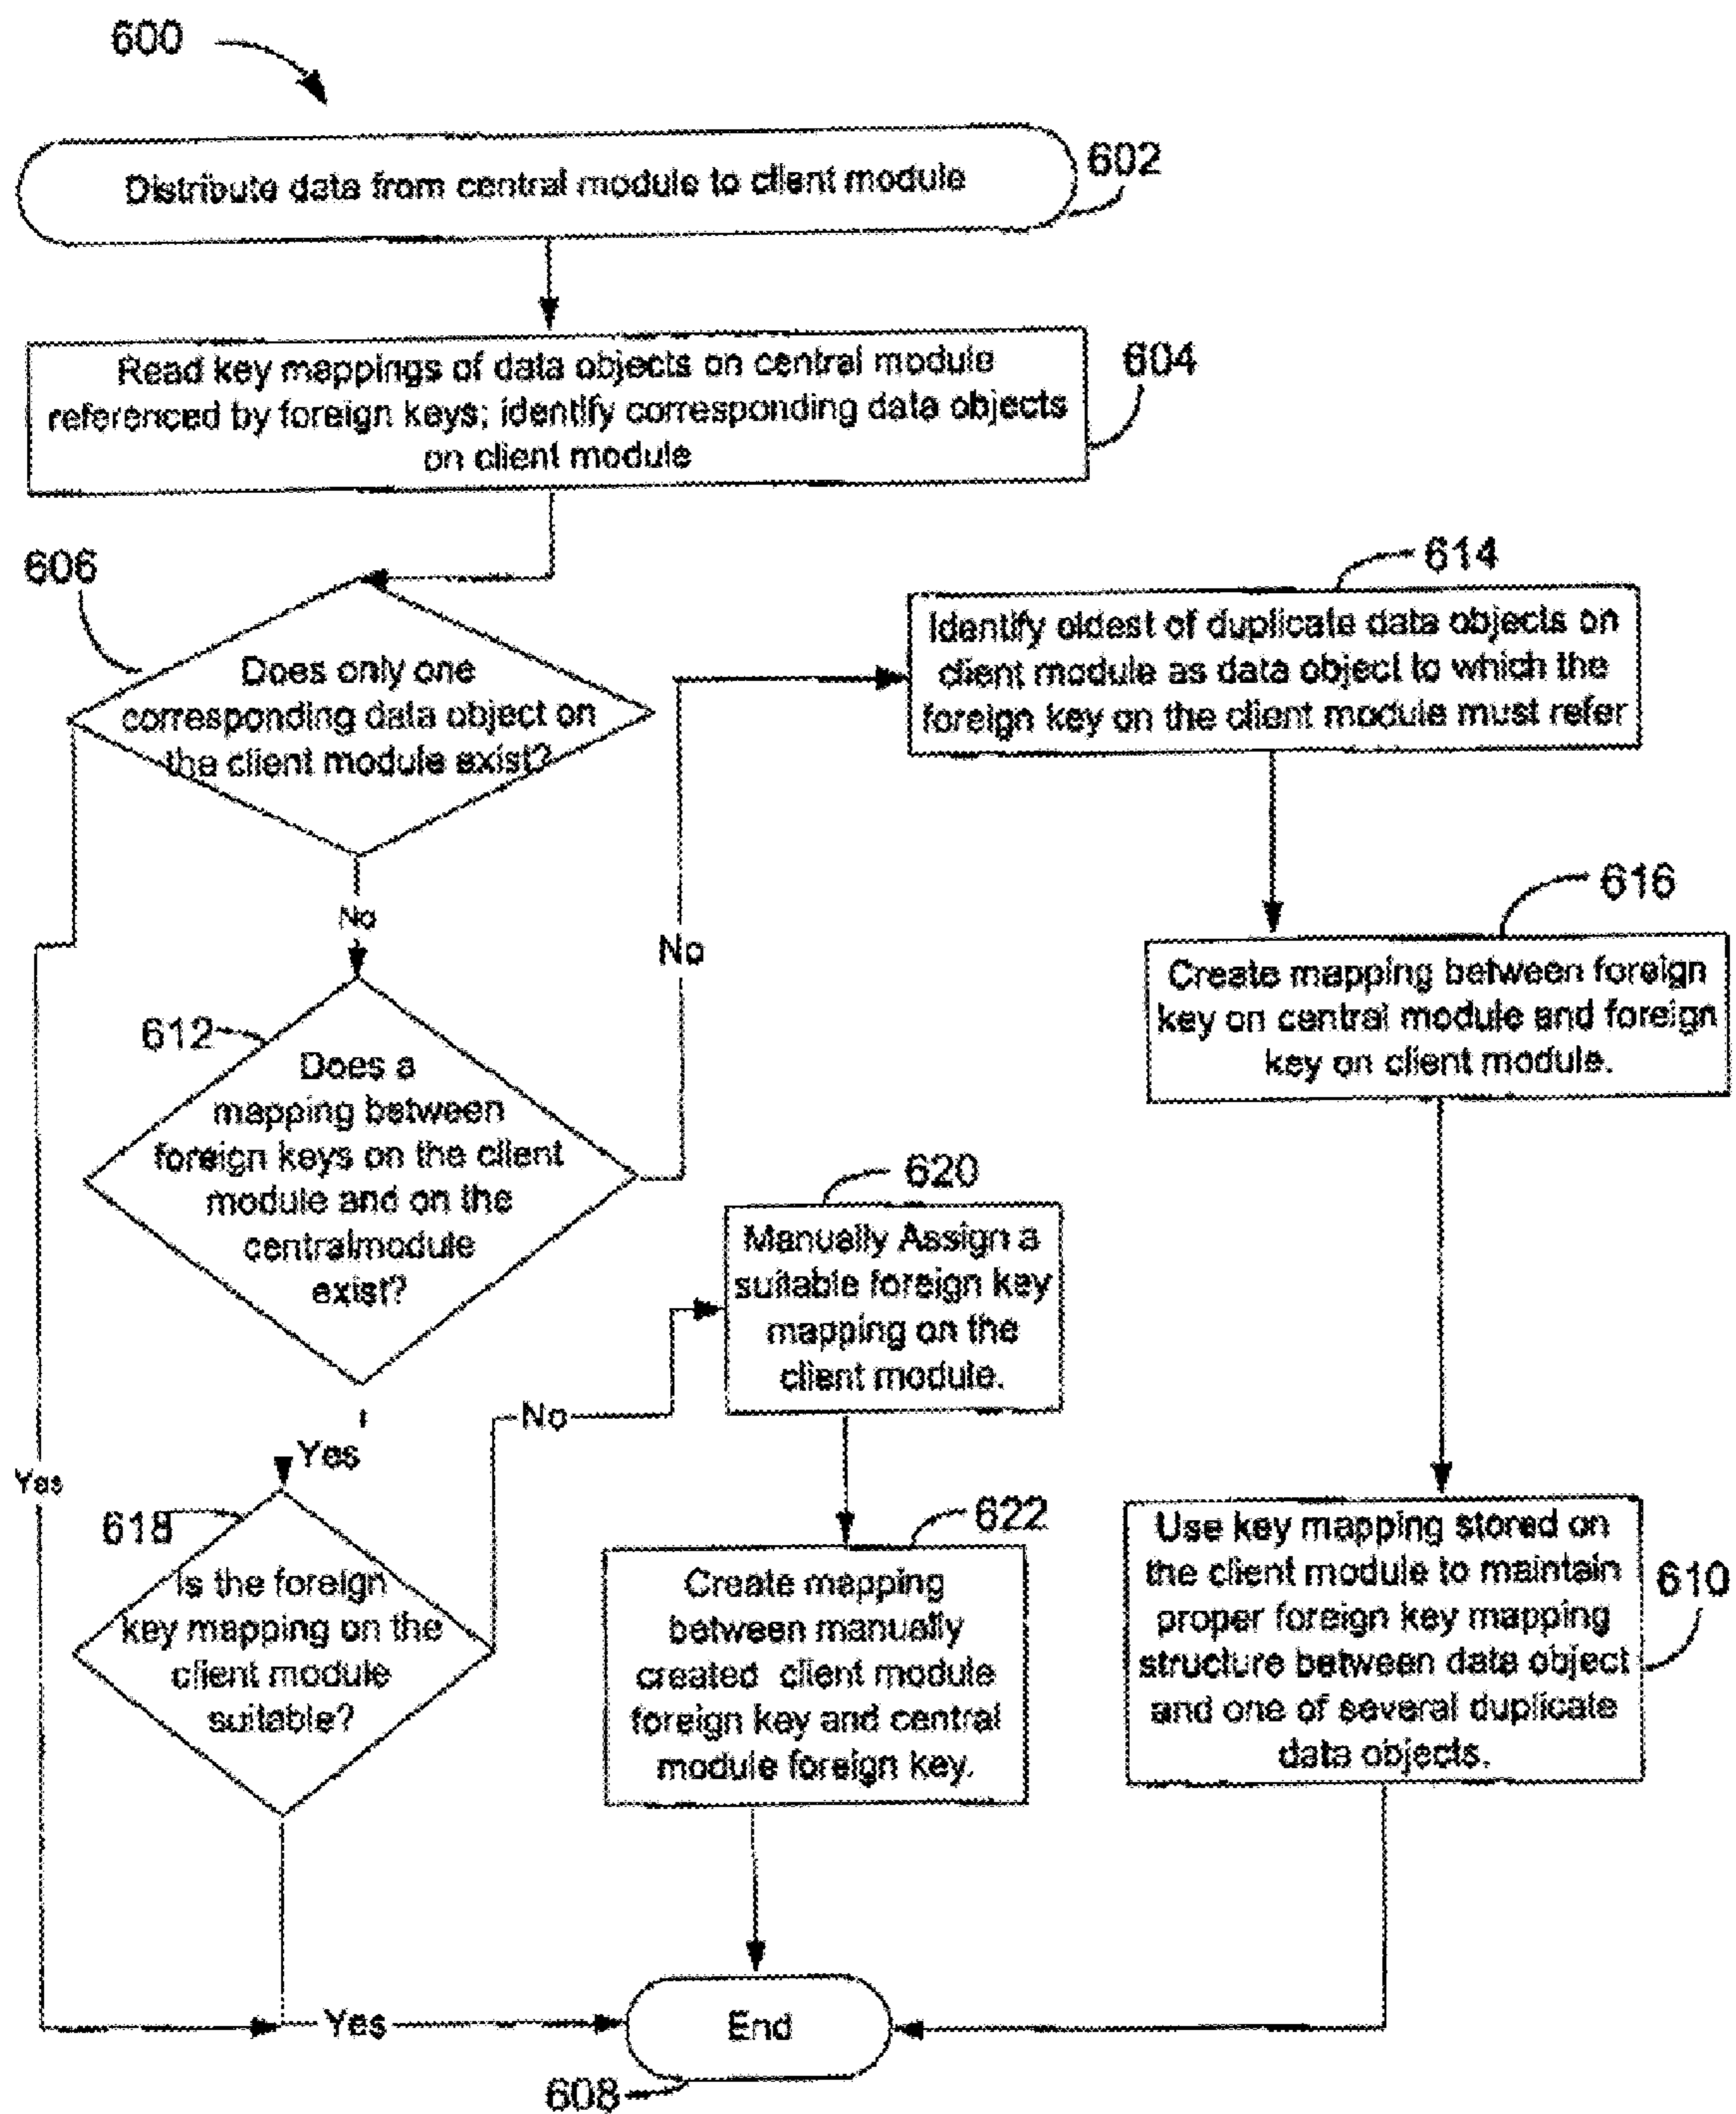 600
Distribute data from central module to client module
602
Read key mappings of data objects on central module
referenced by foreign keys; identify corresponding data objects
on client module
604
606
Does only one
corresponding data object on
the client module exist?
No
Yes
614
Identify oldest of duplicate data objects on
client module as data object to which the
foreign key on the client module must refer
616
Create mapping between foreign
key on central module and foreign
key on client module.
612
Does a
mapping between
foreign keys on the client
module and on the
centralmodule
exist?
No
Yes
620
Manually Assign a
suitable foreign key
mapping on the
client module.
618
Is the foreign
key mapping on the
client module
suitable?
No
Yes
622
Create mapping
between manually
created client module
foreign key and central
module foreign key.
Use key mapping stored on
the client module to maintain
proper foreign key mapping
structure between data object
and one of several duplicate
data objects.
610
End
608